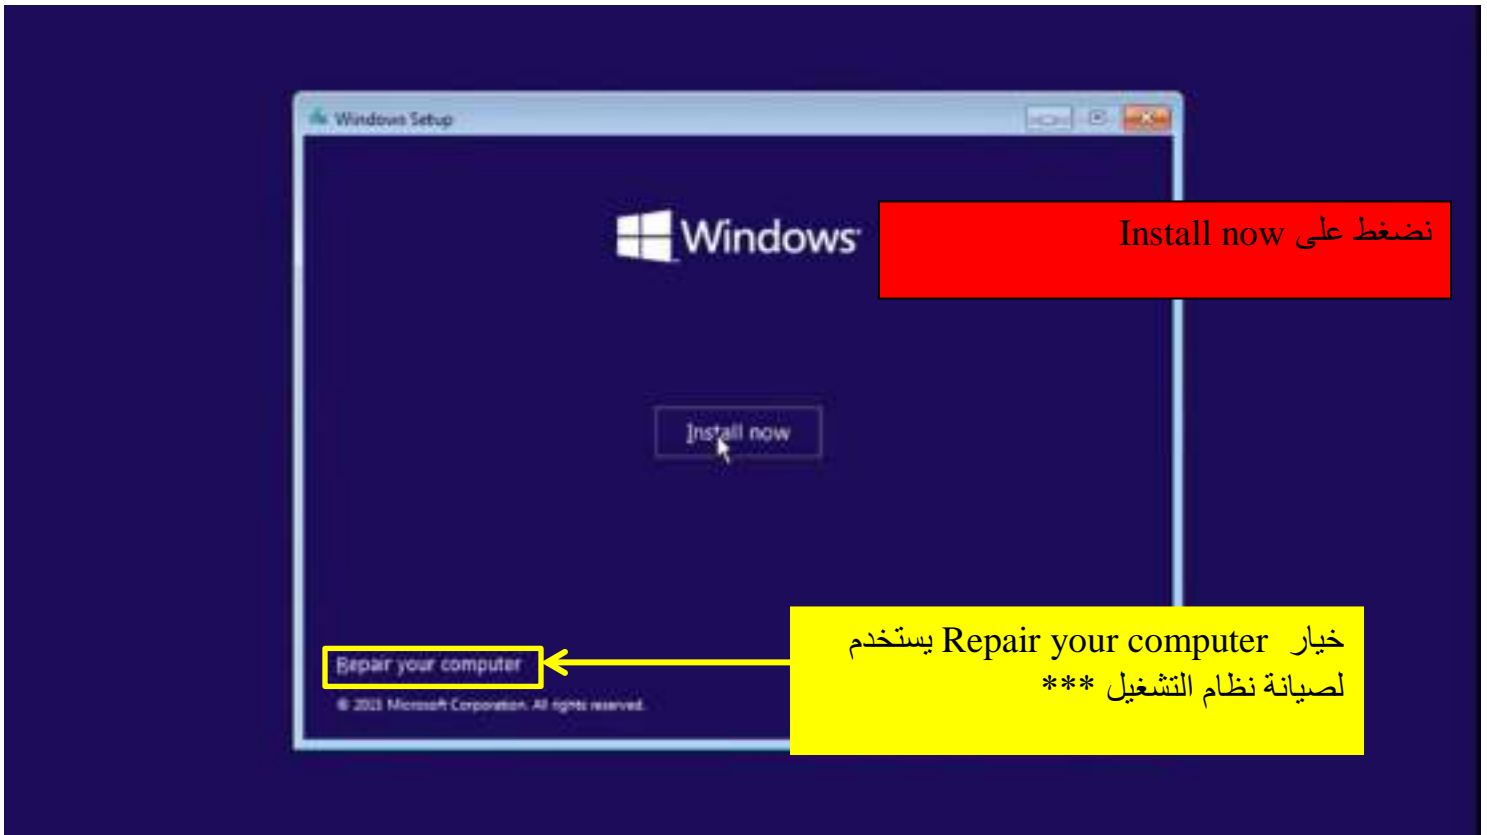 Windows Setup
Windows
نضغط على Install now
Install now
خيار Repair your computer يستخدم
لصيانة نظام التشغيل ***
Repair your computer
© 2021 Microsoft Corporation. All rights reserved.